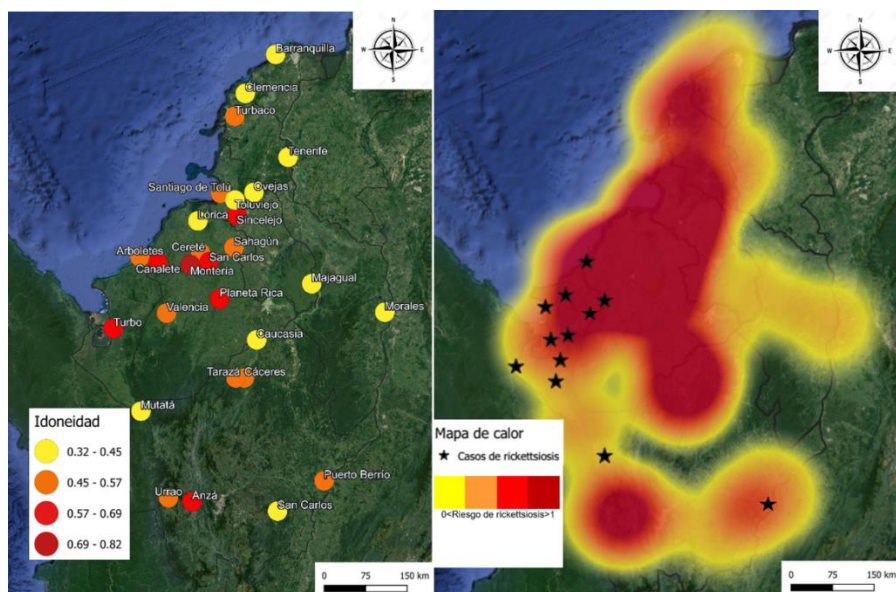 N
W
E
S
Barranquilla
Clemencia
Turbaco
Tenerife
Santiago de Tolú
Ovejas
Toluviejo
Lorica
Sincelejo
Sahagún
Cereté
Arboletes
San Carlos
Canalete
Montería
Majagual
Planeta Rica
Valencia
Morales
Turbo
Caucasia
Tarazá
Cáceres
Mutatá
Puerto Berrío
Urrao
Anzá
San Carlos
Idoneidad
0.32 - 0.45
0.45 - 0.57
0.57 - 0.69
0.69 - 0.82
0
75
150 km
N
W
E
S
Mapa de calor
Casos de rickettsiosis
0<Riesgo de rickettsiosis>1
0
75
150 km